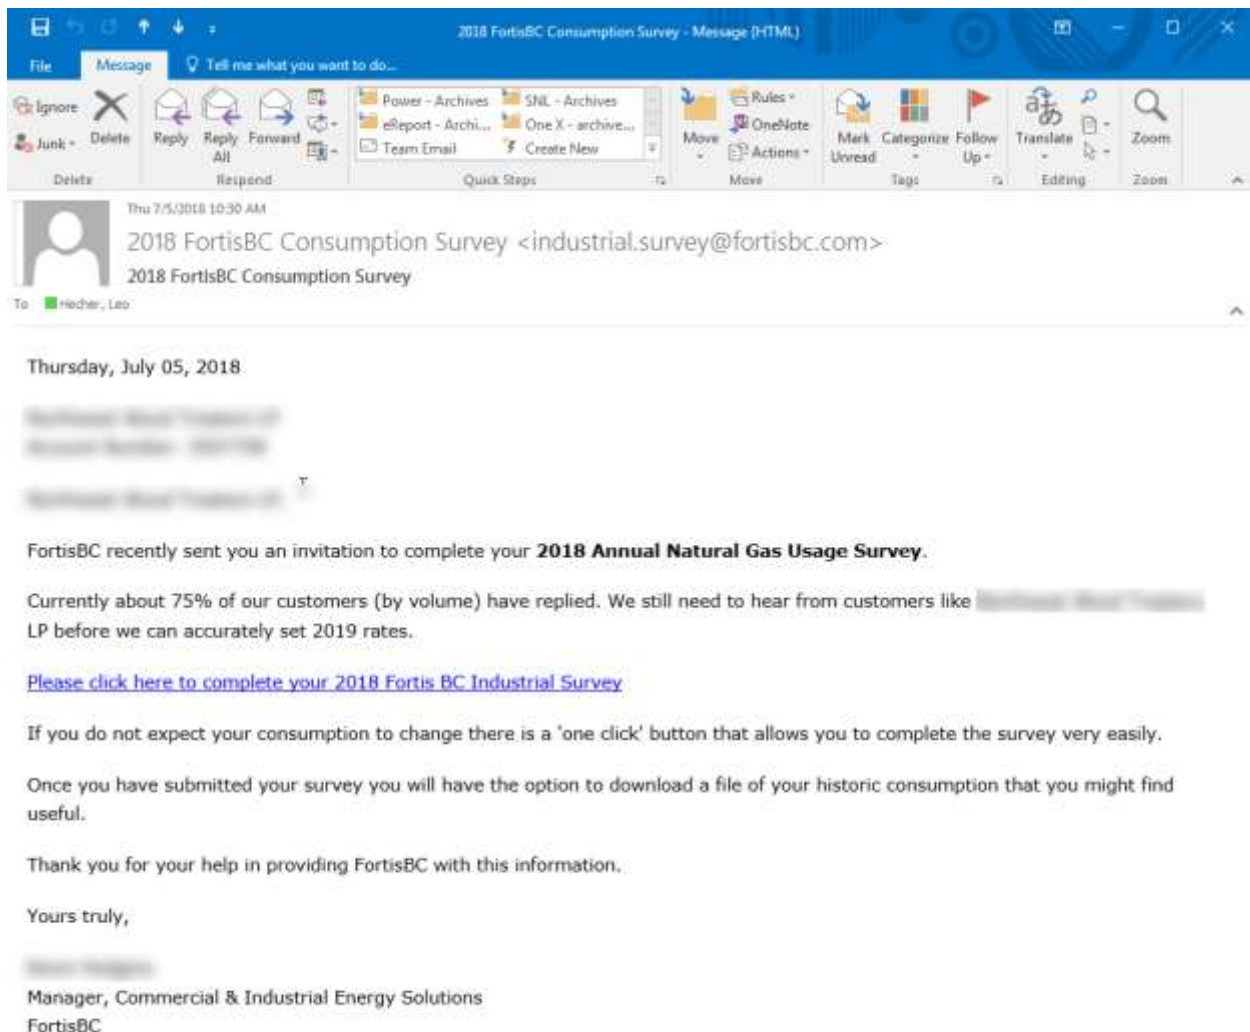 2018 FortisBC Consumption Survey - Message (HTML)
File Message Tell me what you want to do...
Ignore
Junk
Delete
Reply
Reply All
Forward
Power - Archives
SNL - Archives
eReport - Archi...
One X - archive...
Team Email
Create New
Move
Rules
OneNote
Actions
Mark Unread
Categorize
Follow Up
Translate
Zoom
Delete Respond Quick Steps Move Tags Editing Zoom
Thu 7/5/2018 10:30 AM
2018 FortisBC Consumption Survey <industrial.survey@fortisbc.com>
2018 FortisBC Consumption Survey
To Hecher, Leo
Thursday, July 05, 2018
FortisBC recently sent you an invitation to complete your 2018 Annual Natural Gas Usage Survey.
Currently about 75% of our customers (by volume) have replied. We still need to hear from customers like
LP before we can accurately set 2019 rates.
Please click here to complete your 2018 Fortis BC Industrial Survey
If you do not expect your consumption to change there is a 'one click' button that allows you to complete the survey very easily.
Once you have submitted your survey you will have the option to download a file of your historic consumption that you might find
useful.
Thank you for your help in providing FortisBC with this information.
Yours truly,
Manager, Commercial & Industrial Energy Solutions
FortisBC